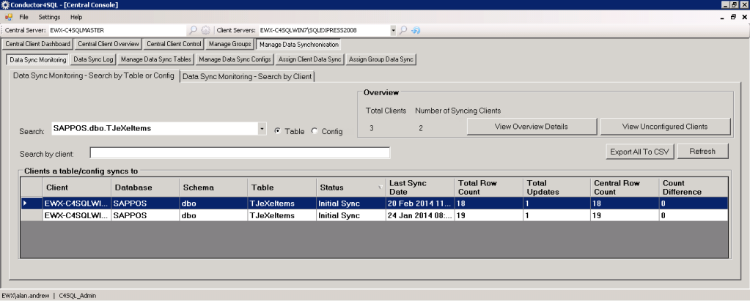 Conductor4SQL - [Central Console]
File Settings Help
Central Server: EWX-C4SQLMASTER Client Servers: EWX-C4SQLWIN7\SQLEXPRESS2008
Central Client Dashboard Central Client Overview Central Client Control Manage Groups Manage Data Synchronisation
Data Sync Monitoring Data Sync Log Manage Data Sync Tables Manage Data Sync Configs Assign Client Data Sync Assign Group Data Sync
Data Sync Monitoring - Search by Table or Config Data Sync Monitoring - Search by Client
Overview
Total Clients Number of Syncing Clients
Search: SAPPOS.dbo.TJeXeItems Table Config 3 2 View Overview Details View Unconfigured Clients
Search by client: Export All To CSV Refresh
Clients a table/config syncs to
Client Database Schema Table Status Last Sync Date Total Row Count Total Updates Central Row Count Count Difference
EWX-C4SQLWI... SAPPOS dbo TJeXeItems Initial Sync 20 Feb 2014 11... 18 1 18 0
EWX-C4SQLWI... SAPPOS dbo TJeXeItems Initial Sync 24 Jan 2014 08:... 19 1 19 0
EWX\alan.andrew | C4SQL_Admin